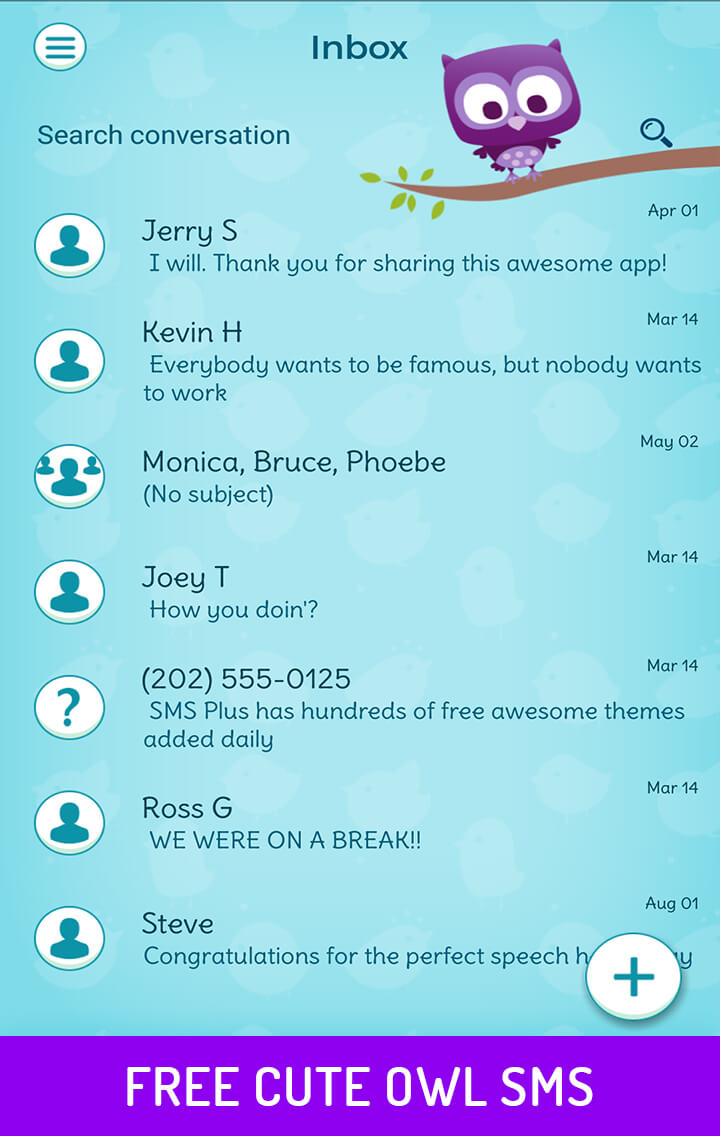 Inbox
Search conversation
Apr 01
Jerry S
I will. Thank you for sharing this awesome app!
Mar 14
Kevin H
Everybody wants to be famous, but nobody wants
to work
May 02
Monica, Bruce, Phoebe
(No subject)
Mar 14
Joey T
How you doin'?
Mar 14
(202) 555-0125
SMS Plus has hundreds of free awesome themes
added daily
Mar 14
Ross G
WE WERE ON A BREAK!!
Aug 01
Steve
Congratulations for the perfect speech
FREE CUTE OWL SMS